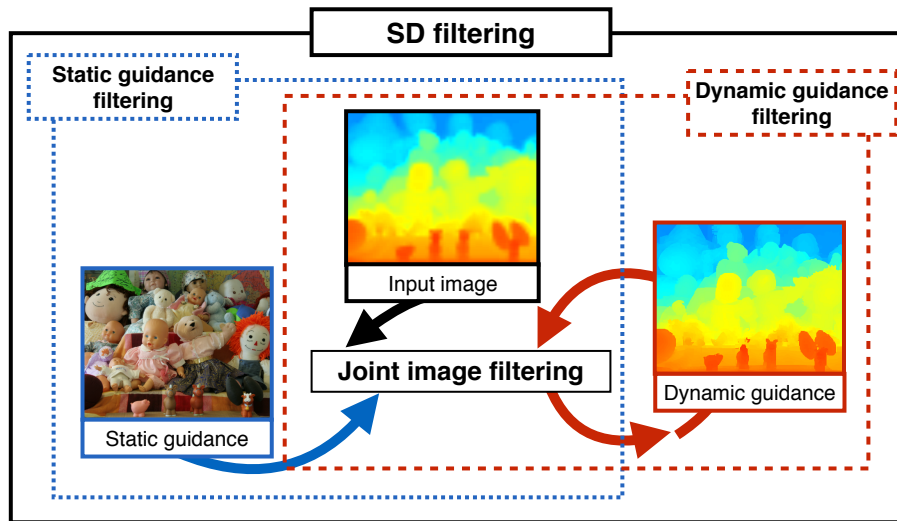 SD filtering
Static guidance
filtering
Dynamic guidance
filtering
Input image
Joint image filtering
Static guidance
Dynamic guidance